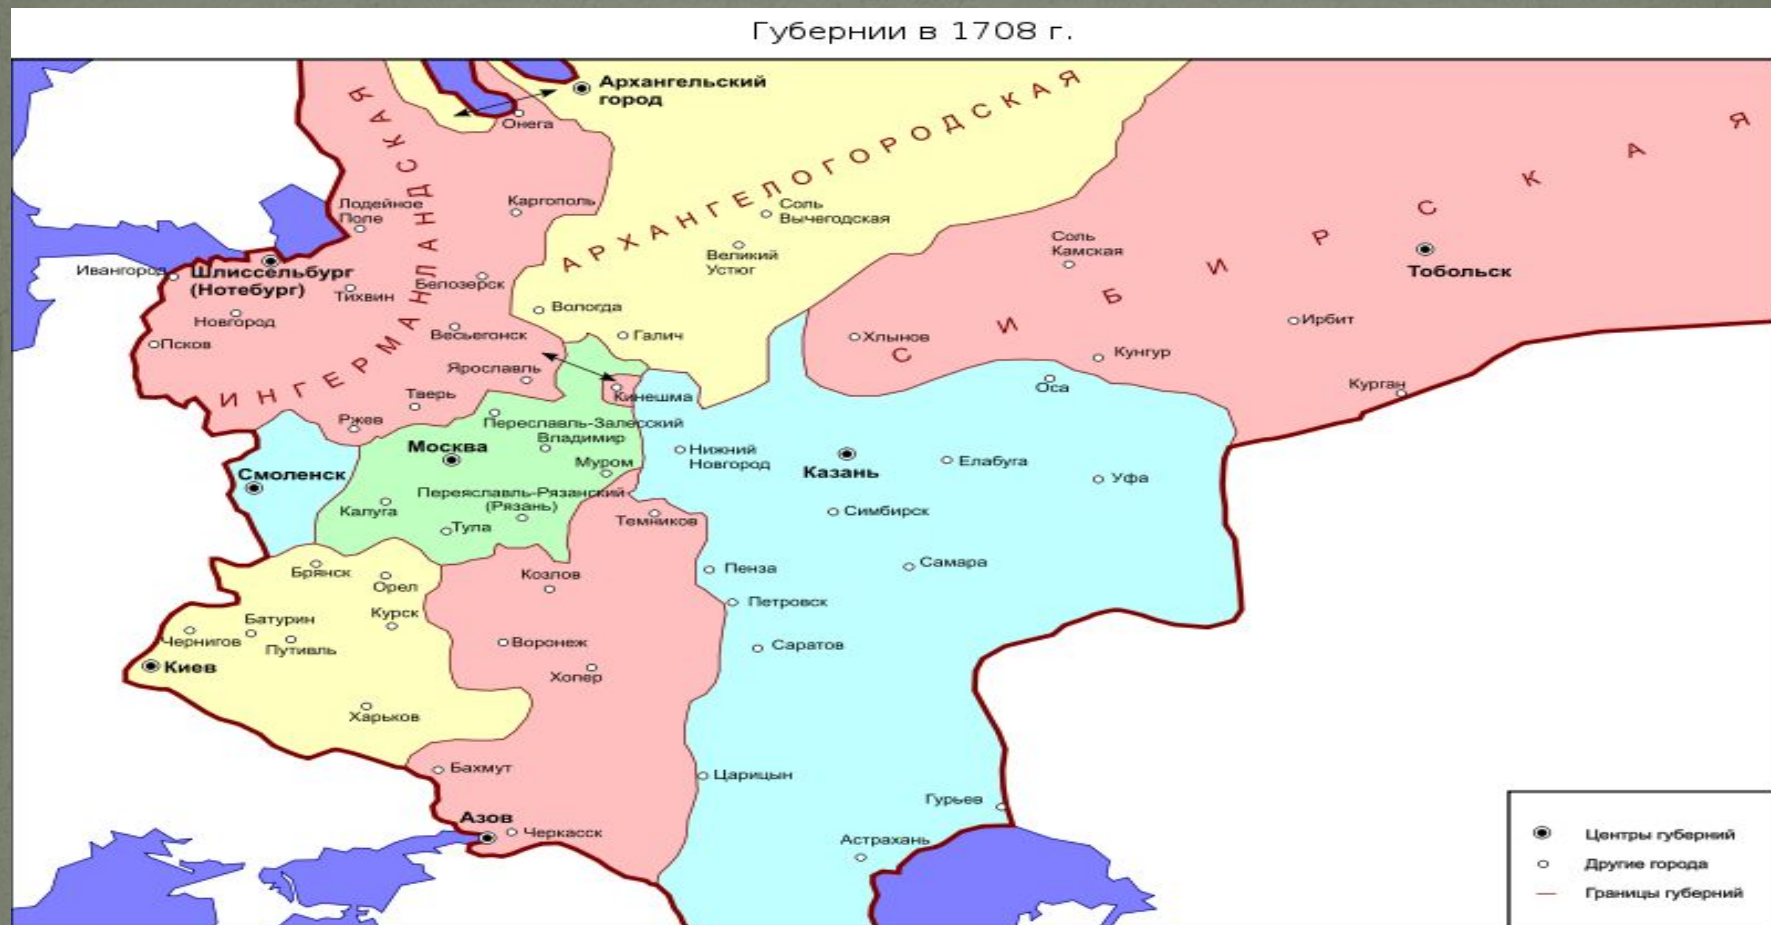 Губернии в 1708 г.
Архангельский
город
Онега
ИНГЕРМАНЛАНДСКАЯ
АРХАНГЕЛОГОРОДСКАЯ
СИБИРСКАЯ
Лодейное
Поле
Каргополь
Соль
Вычегодская
Великий
Устюг
Соль
Камская
Тобольск
Ивангород
Шлиссельбург
(Нотебург)
Тихвин
Белозерск
Новгород
Псков
Весьегонск
Вологда
Галич
Хлынов
Ирбит
Кунгур
Курган
Оса
Ярославль
Тверь
Кинешма
Ржев
Переславль-Залесский
Владимир
Москва
Муром
Нижний
Новгород
Казань
Елабуга
Уфа
Смоленск
Калуга
Переяславль-Рязанский
(Рязань)
Тула
Темников
Симбирск
Брянск
Орел
Козлов
Пенза
Самара
Петровск
Батурин
Курск
Чернигов
Путивль
Воронеж
Саратов
Киев
Хопер
Харьков
Бахмут
Царицын
Гурьев
Азов
Черкасск
Астрахань
Центры губерний
Другие города
Границы губерний